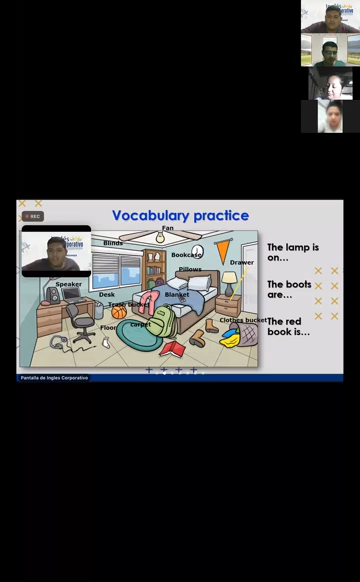 Vocabulary practice
REC
Fan
Blinds
Bookcase
Pillows
Drawer
Speaker
Desk
Blanket
Floor
carpet
Clothes bucket
The lamp is
on...
The boots
are...
The red
book is...
Pantalla de Ingles Corporativo